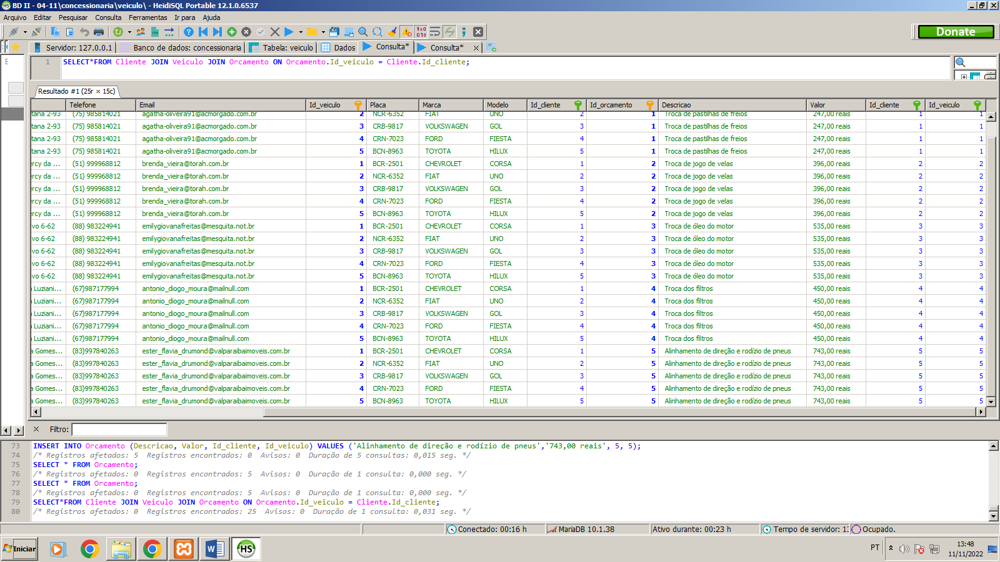 BD II - 04-11\concessionaria\veiculo\ - HeidiSQL Portable 12.1.0.6537
Arquivo Editar Pesquisar Consulta Ferramentas Ir para Ajuda
Donate
Servidor: 127.0.0.1 Banco de dados: concessionaria Tabela: veiculo Dados Consulta* Consulta*
1 SELECT*FROM Cliente JOIN Veiculo JOIN Orcamento ON Orcamento.Id_veiculo = Cliente.Id_cliente;
Resultado #1 (25r × 15c)
Telefone Email Id_veiculo Placa Marca Modelo Id_cliente Id_orcamento Descricao Valor Id_cliente Id_veiculo
tana 2-93 (75) 985814021 agatha-oliveira91@acmorgado.com.br 2 NCR-6352 FIAT UNO 2 1 Troca de pastilhas de freios 247,00 reais 1 1
tana 2-93 (75) 985814021 agatha-oliveira91@acmorgado.com.br 3 CRB-9817 VOLKSWAGEN GOL 3 1 Troca de pastilhas de freios 247,00 reais 1 1
tana 2-93 (75) 985814021 agatha-oliveira91@acmorgado.com.br 4 CRN-7023 FORD FIESTA 4 1 Troca de pastilhas de freios 247,00 reais 1 1
tana 2-93 (75) 985814021 agatha-oliveira91@acmorgado.com.br 5 BCN-8963 TOYOTA HILUX 5 1 Troca de pastilhas de freios 247,00 reais 1 1
ercy da ... (51) 999968812 brenda_vieira@torah.com.br 1 BCR-2501 CHEVROLET CORSA 1 2 Troca de jogo de velas 396,00 reais 2 2
ercy da ... (51) 999968812 brenda_vieira@torah.com.br 2 NCR-6352 FIAT UNO 2 2 Troca de jogo de velas 396,00 reais 2 2
ercy da ... (51) 999968812 brenda_vieira@torah.com.br 3 CRB-9817 VOLKSWAGEN GOL 3 2 Troca de jogo de velas 396,00 reais 2 2
ercy da ... (51) 999968812 brenda_vieira@torah.com.br 4 CRN-7023 FORD FIESTA 4 2 Troca de jogo de velas 396,00 reais 2 2
ercy da ... (51) 999968812 brenda_vieira@torah.com.br 5 BCN-8963 TOYOTA HILUX 5 2 Troca de jogo de velas 396,00 reais 2 2
vo 6-62 (88) 983224941 emilygiovanafreitas@mesquita.not.br 1 BCR-2501 CHEVROLET CORSA 1 3 Troca de óleo do motor 535,00 reais 3 3
vo 6-62 (88) 983224941 emilygiovanafreitas@mesquita.not.br 2 NCR-6352 FIAT UNO 2 3 Troca de óleo do motor 535,00 reais 3 3
vo 6-62 (88) 983224941 emilygiovanafreitas@mesquita.not.br 3 CRB-9817 VOLKSWAGEN GOL 3 3 Troca de óleo do motor 535,00 reais 3 3
vo 6-62 (88) 983224941 emilygiovanafreitas@mesquita.not.br 4 CRN-7023 FORD FIESTA 4 3 Troca de óleo do motor 535,00 reais 3 3
vo 6-62 (88) 983224941 emilygiovanafreitas@mesquita.not.br 5 BCN-8963 TOYOTA HILUX 5 3 Troca de óleo do motor 535,00 reais 3 3
Luziani... (67)987177994 antonio_diogo_moura@mailnull.com 1 BCR-2501 CHEVROLET CORSA 1 4 Troca dos filtros 450,00 reais 4 4
Luziani... (67)987177994 antonio_diogo_moura@mailnull.com 2 NCR-6352 FIAT UNO 2 4 Troca dos filtros 450,00 reais 4 4
Luziani... (67)987177994 antonio_diogo_moura@mailnull.com 3 CRB-9817 VOLKSWAGEN GOL 3 4 Troca dos filtros 450,00 reais 4 4
Luziani... (67)987177994 antonio_diogo_moura@mailnull.com 4 CRN-7023 FORD FIESTA 4 4 Troca dos filtros 450,00 reais 4 4
Luziani... (67)987177994 antonio_diogo_moura@mailnull.com 5 BCN-8963 TOYOTA HILUX 5 4 Troca dos filtros 450,00 reais 4 4
a Gomes... (83)997840263 ester_flavia_drumond@valparaibaimoveis.com.br 1 BCR-2501 CHEVROLET CORSA 1 5 Alinhamento de direção e rodízio de pneus 743,00 reais 5 5
a Gomes... (83)997840263 ester_flavia_drumond@valparaibaimoveis.com.br 2 NCR-6352 FIAT UNO 2 5 Alinhamento de direção e rodízio de pneus 743,00 reais 5 5
a Gomes... (83)997840263 ester_flavia_drumond@valparaibaimoveis.com.br 3 CRB-9817 VOLKSWAGEN GOL 3 5 Alinhamento de direção e rodízio de pneus 743,00 reais 5 5
a Gomes... (83)997840263 ester_flavia_drumond@valparaibaimoveis.com.br 4 CRN-7023 FORD FIESTA 4 5 Alinhamento de direção e rodízio de pneus 743,00 reais 5 5
a Gomes... (83)997840263 ester_flavia_drumond@valparaibaimoveis.com.br 5 BCN-8963 TOYOTA HILUX 5 5 Alinhamento de direção e rodízio de pneus 743,00 reais 5 5
Filtro:
73 INSERT INTO Orcamento (Descricao, Valor, Id_cliente, Id_veiculo) VALUES ('Alinhamento de direção e rodízio de pneus','743,00 reais', 5, 5);
74 /* Registros afetados: 5 Registros encontrados: 0 Avisos: 0 Duração de 5 consultas: 0,015 seg. */
75 SELECT * FROM Orcamento;
76 /* Registros afetados: 0 Registros encontrados: 5 Avisos: 0 Duração de 1 consulta: 0,000 seg. */
77 SELECT * FROM Orcamento;
78 /* Registros afetados: 0 Registros encontrados: 5 Avisos: 0 Duração de 1 consulta: 0,000 seg. */
79 SELECT*FROM Cliente JOIN Veiculo JOIN Orcamento ON Orcamento.Id_veiculo = Cliente.Id_cliente;
80 /* Registros afetados: 0 Registros encontrados: 25 Avisos: 0 Duração de 1 consulta: 0,031 seg. */
Conectado: 00:16 h MariaDB 10.1.38 Ativo durante: 00:23 h Tempo de servidor: 13 Ocupado.
Iniciar HS PT 13:48
11/11/2022